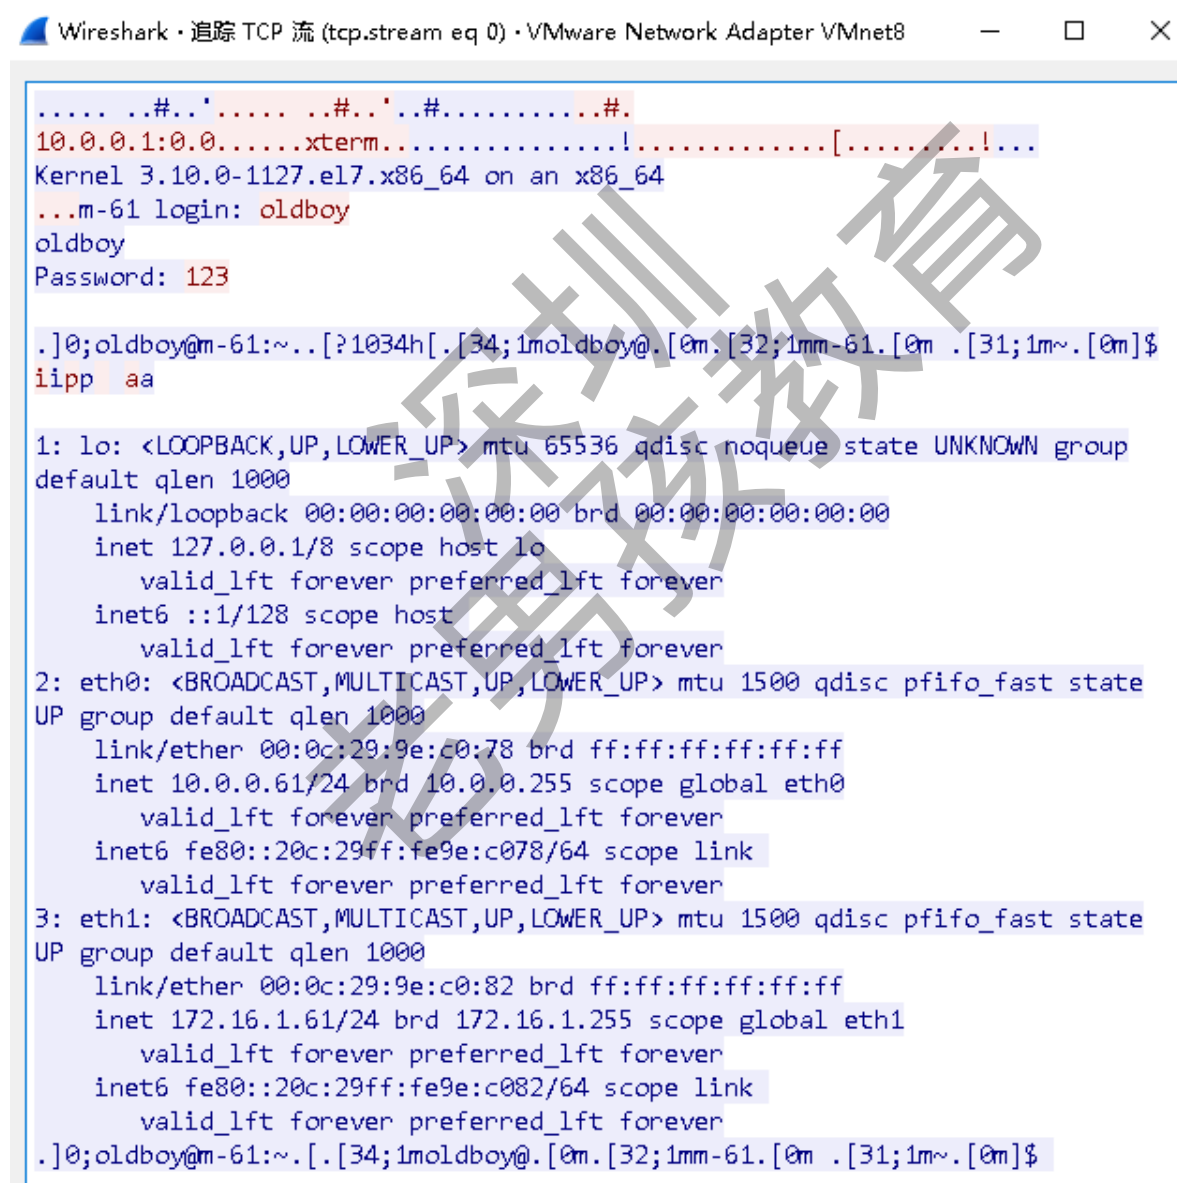 Wireshark · 追踪 TCP 流 (tcp.stream eq 0) · VMware Network Adapter VMnet8
..... ..#..'..... ..#..'..#...........#.
10.0.0.1:0.0......xterm................!.............[.........!...
Kernel 3.10.0-1127.el7.x86_64 on an x86_64
...m-61 login: oldboy
oldboy
Password: 123
.]0;oldboy@m-61:~..[?1034h[.[34;1moldboy@.[0m.[32;1mm-61.[0m .[31;1m~.[0m]$
iipp  aa
1: lo: <LOOPBACK,UP,LOWER_UP> mtu 65536 qdisc noqueue state UNKNOWN group
default qlen 1000
link/loopback 00:00:00:00:00:00 brd 00:00:00:00:00:00
inet 127.0.0.1/8 scope host lo
valid_lft forever preferred_lft forever
inet6 ::1/128 scope host
valid_lft forever preferred_lft forever
2: eth0: <BROADCAST,MULTICAST,UP,LOWER_UP> mtu 1500 qdisc pfifo_fast state
UP group default qlen 1000
link/ether 00:0c:29:9e:c0:78 brd ff:ff:ff:ff:ff:ff
inet 10.0.0.61/24 brd 10.0.0.255 scope global eth0
valid_lft forever preferred_lft forever
inet6 fe80::20c:29ff:fe9e:c078/64 scope link
valid_lft forever preferred_lft forever
3: eth1: <BROADCAST,MULTICAST,UP,LOWER_UP> mtu 1500 qdisc pfifo_fast state
UP group default qlen 1000
link/ether 00:0c:29:9e:c0:82 brd ff:ff:ff:ff:ff:ff
inet 172.16.1.61/24 brd 172.16.1.255 scope global eth1
valid_lft forever preferred_lft forever
inet6 fe80::20c:29ff:fe9e:c082/64 scope link
valid_lft forever preferred_lft forever
.]0;oldboy@m-61:~.[.[34;1moldboy@.[0m.[32;1mm-61.[0m .[31;1m~.[0m]$
深圳
老男孩教育